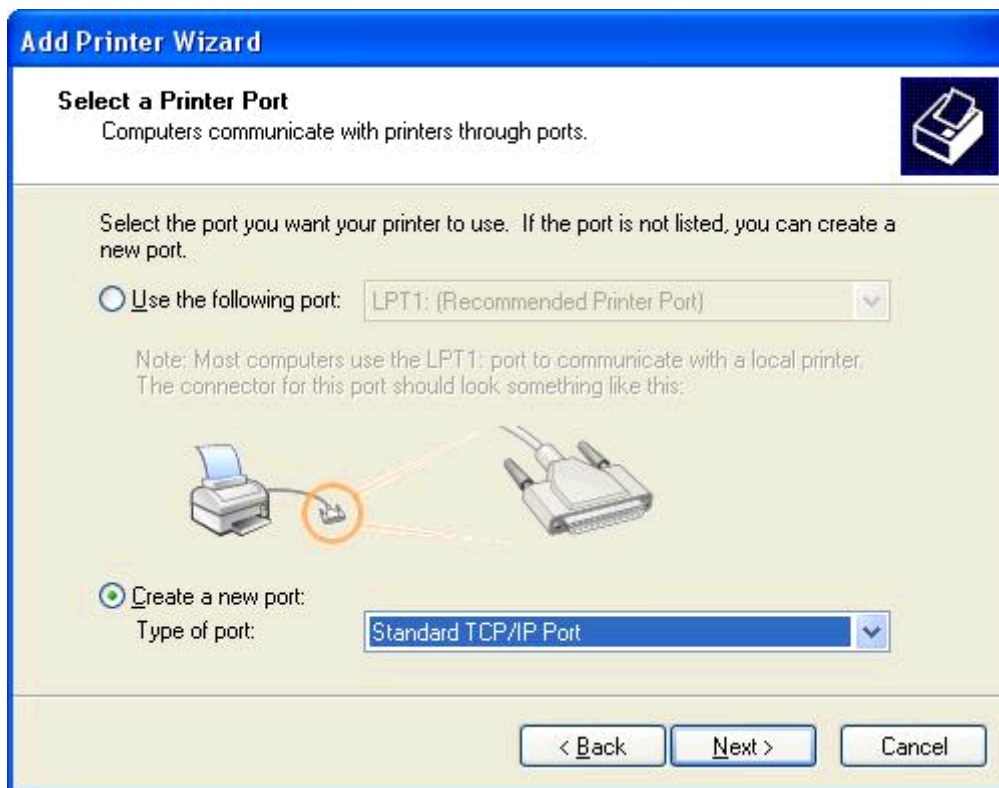 Add Printer Wizard
Select a Printer Port
Computers communicate with printers through ports.
Select the port you want your printer to use. If the port is not listed, you can create a
new port.
Use the following port: LPT1: (Recommended Printer Port)
Note: Most computers use the LPT1: port to communicate with a local printer.
The connector for this port should look something like this:
Create a new port:
Type of port: Standard TCP/IP Port
< Back Next > Cancel